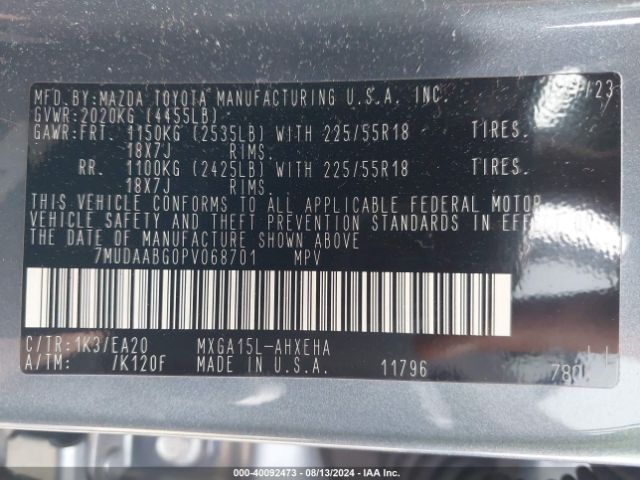 MFD.BY:MAZDA TOYOTA MANUFACTURING U.S.A. INC. /23
GVWR:2020KG (4455LB)
GAWR:FRT. 1150KG (2535LB) WITH 225/55R18 TIRES.
18X7J RIMS.
RR. 1100KG (2425LB) WITH 225/55R18 TIRES.
18X7J RIMS.
THIS VEHICLE CONFORMS TO ALL APPLICABLE FEDERAL MOTOR
VEHICLE SAFETY AND THEFT PREVENTION STANDARDS IN EFFE
THE DATE OF MANUFACTURE SHOWN ABOVE.
7MUDAABG0PV068701 MPV
C/TR:1K3/EA20 MXGA15L-AHXEHA
A/TM: /K120F MADE IN U.S.A. 11796 780
000-40092473 - 08/13/2024 - IAA Inc.